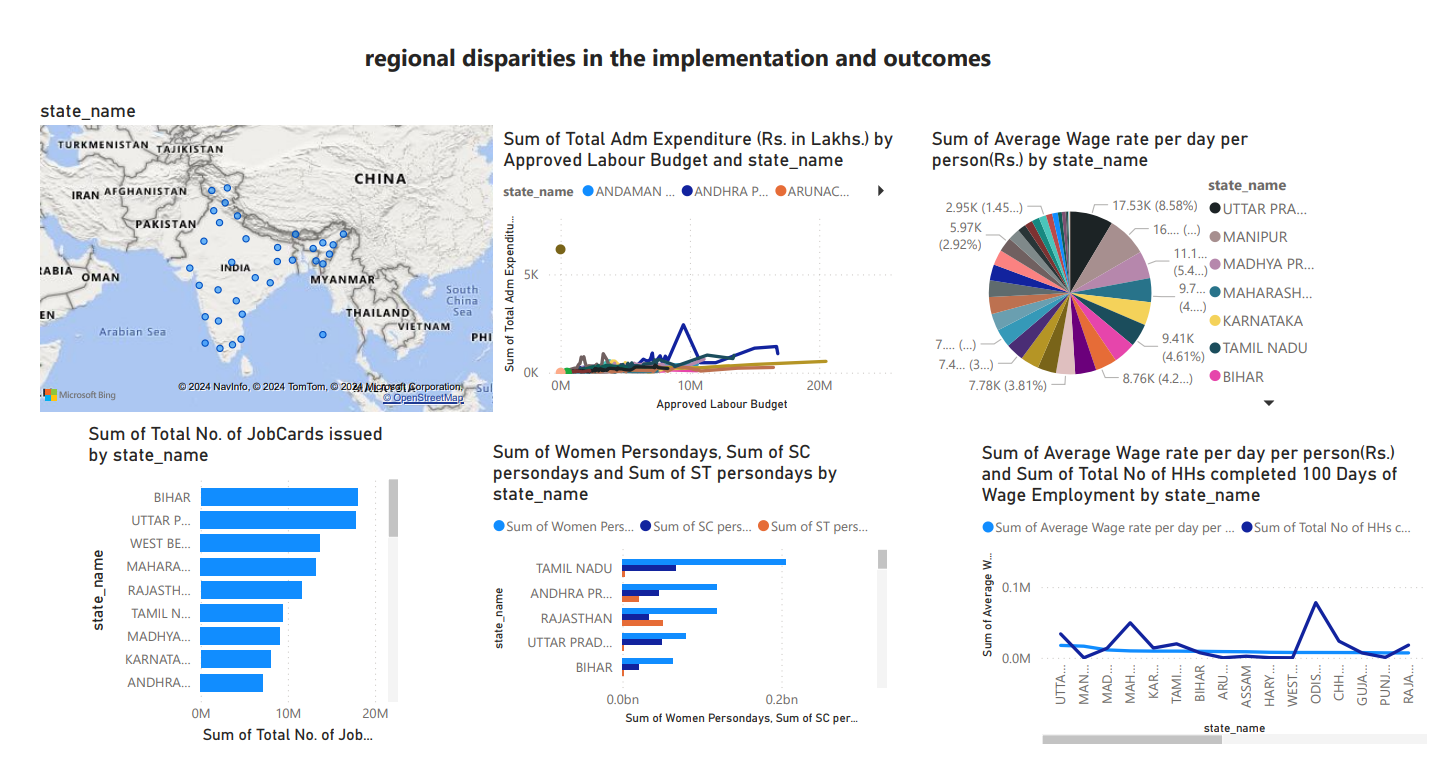 regional disparities in the implementation and outcomes
state_name
TURKMENISTAN
TAJIKISTAN
CHINA
IRAN
AFGHANISTAN
PAKISTAN
ARABIA
OMAN
INDIA
MYANMAR
EN
South
China
Sea
Arabian Sea
THAILAND
VIETNAM
PHI
© 2024 NavInfo, © 2024 TomTom, © 2024 Microsoft Corporation,
© OpenStreetMap
Microsoft Bing
Sum of Total Adm Expenditure (Rs. in Lakhs.) by
Approved Labour Budget and state_name
state_name ANDAMAN ... ANDHRA P... ARUNAC...
Sum of Total Adm Expenditu...
5K
0K
0M 10M 20M
Approved Labour Budget
Sum of Average Wage rate per day per
person(Rs.) by state_name
state_name
UTTAR PRA...
MANIPUR
MADHYA PR...
MAHARASH...
KARNATAKA
TAMIL NADU
BIHAR
17.53K (8.58%)
16.... (...)
11.1...
(5.4...)
9.7...
(4....)
9.41K
(4.61%)
8.76K (4.2...)
7.78K (3.81%)
7.4... (3...)
7.... (...)
5.97K
(2.92%)
2.95K (1.45...)
Sum of Total No. of JobCards issued
by state_name
state_name
BIHAR
UTTAR P...
WEST BE...
MAHARA...
RAJASTH...
TAMIL N...
MADHYA...
KARNATA...
ANDHRA...
0M 10M 20M
Sum of Total No. of Job...
Sum of Women Persondays, Sum of SC
persondays and Sum of ST persondays by
state_name
Sum of Women Pers... Sum of SC pers... Sum of ST pers...
state_name
TAMIL NADU
ANDHRA PR...
RAJASTHAN
UTTAR PRAD...
BIHAR
0.0bn 0.2bn
Sum of Women Persondays, Sum of SC per...
Sum of Average Wage rate per day per person(Rs.)
and Sum of Total No of HHs completed 100 Days of
Wage Employment by state_name
Sum of Average Wage rate per day per ... Sum of Total No of HHs c...
Sum of Average W...
0.1M
0.0M
UTTA...
MAN...
MAD...
MAH...
KAR...
TAMI...
BIHAR
ARU...
ASSAM
HARY...
WEST...
ODIS...
CHH...
GUJA...
PUNJ...
RAJA...
state_name